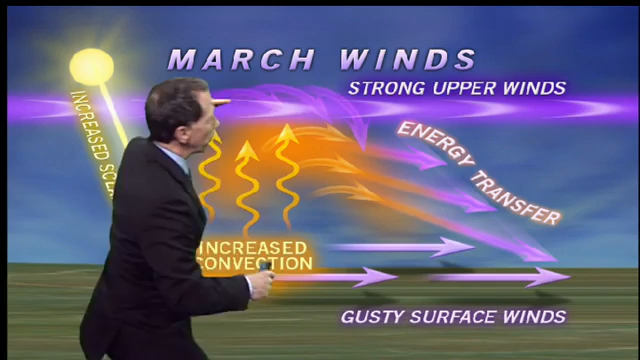 MARCH WINDS
STRONG UPPER WINDS
INCREASED
ENERGY TRANSFER
INCREASED
CONVECTION
GUSTY SURFACE WINDS